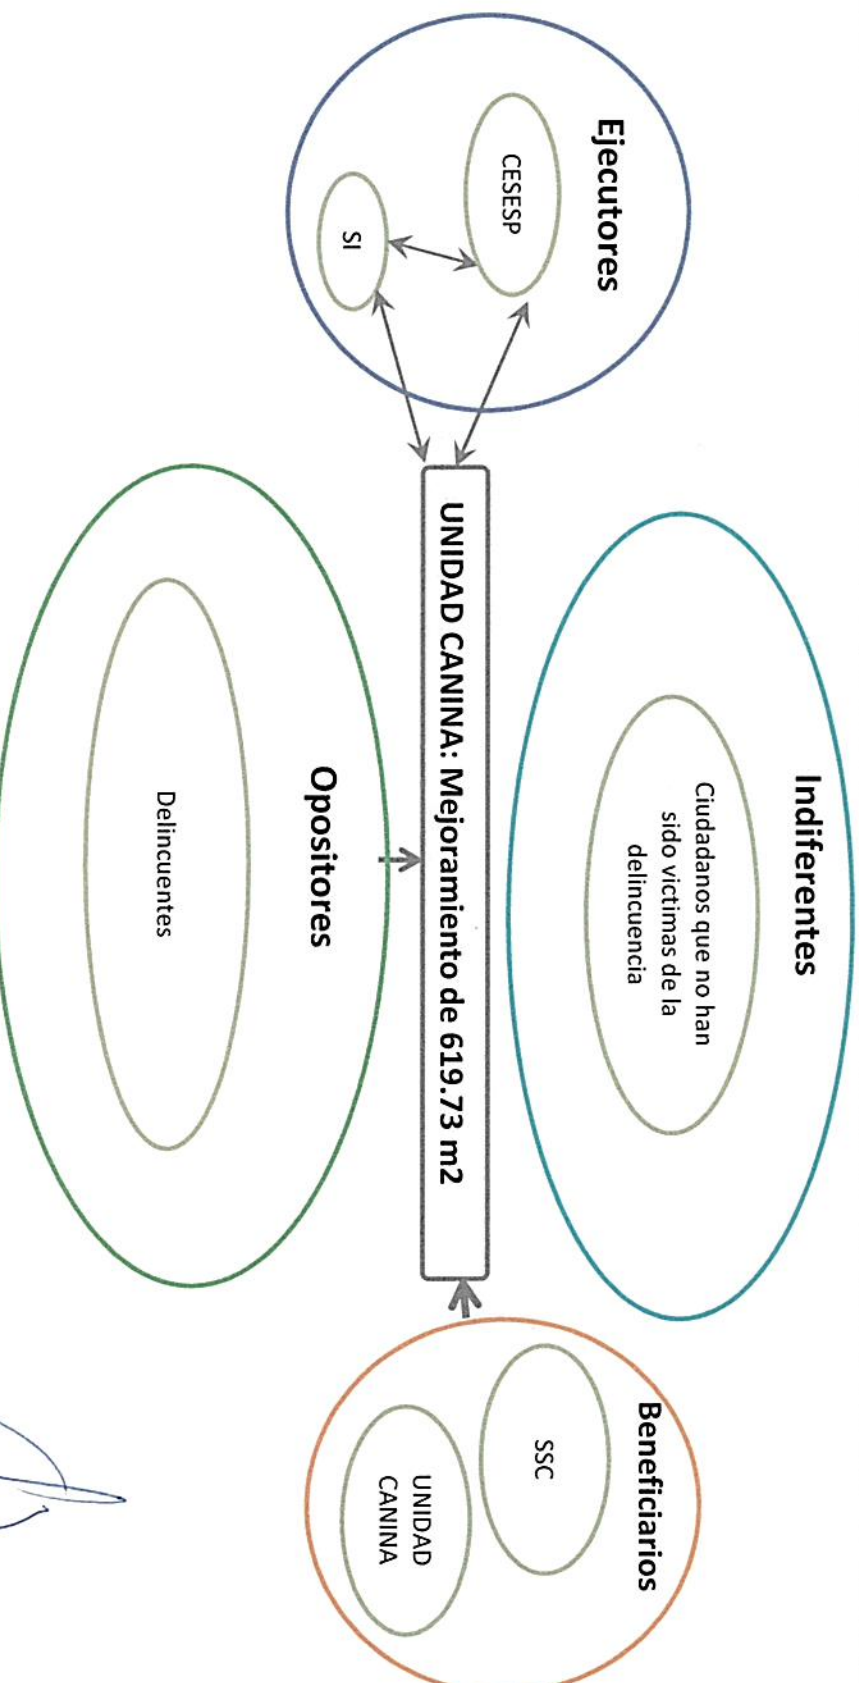 Indiferentes
Ciudadanos que no han
sido victimas de la
delincuencia
Ejecutores
CESESP
SI
UNIDAD CANINA: Mejoramiento de 619.73 m2
Beneficiarios
SSC
UNIDAD
CANINA
Opositores
Delincuentes